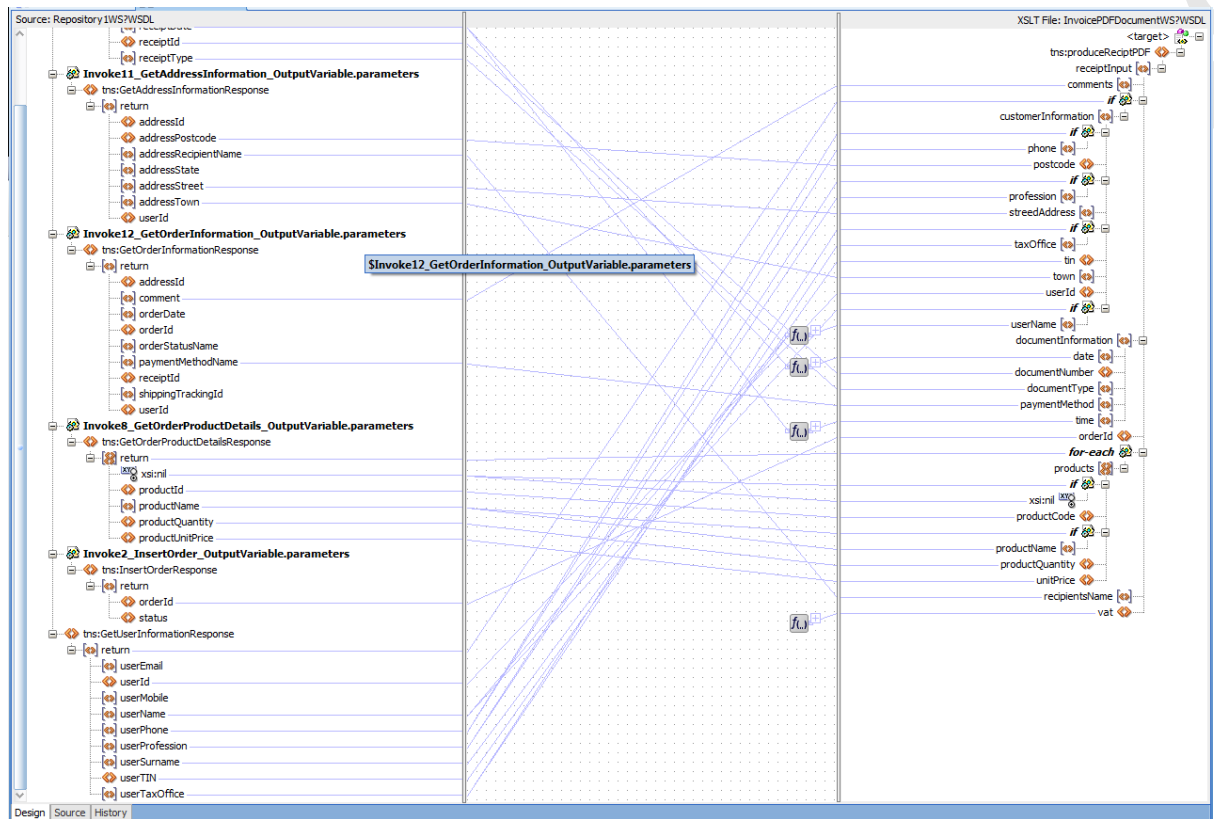 Source: Repository1WS?WSDL
XSLT File: InvoicePDFDocumentWS?WSDL
receiptDate
receiptId
receiptType
Invoke11_GetAddressInformation_OutputVariable.parameters
tns:GetAddressInformationResponse
return
addressId
addressPostcode
addressRecipientName
addressState
addressStreet
addressTown
userId
Invoke12_GetOrderInformation_OutputVariable.parameters
tns:GetOrderInformationResponse
return
addressId
comment
orderDate
orderId
orderStatusName
paymentMethodName
receiptId
shippingTrackingId
userId
Invoke8_GetOrderProductDetails_OutputVariable.parameters
tns:GetOrderProductDetailsResponse
return
xsi:nil
productId
productName
productQuantity
productUnitPrice
Invoke2_InsertOrder_OutputVariable.parameters
tns:InsertOrderResponse
return
orderId
status
tns:GetUserInformationResponse
return
userEmail
userId
userMobile
userName
userPhone
userProfession
userSurname
userTIN
userTaxOffice
$Invoke12_GetOrderInformation_OutputVariable.parameters
f(..)
f(..)
f(..)
f(..)
<target>
tns:produceReciptPDF
receiptInput
comments
if
customerInformation
if
phone
postcode
if
profession
streedAddress
if
taxOffice
tin
town
userId
if
userName
documentInformation
date
documentNumber
documentType
paymentMethod
time
orderId
for-each
products
if
xsi:nil
productCode
if
productName
productQuantity
unitPrice
recipientsName
vat
Design Source History